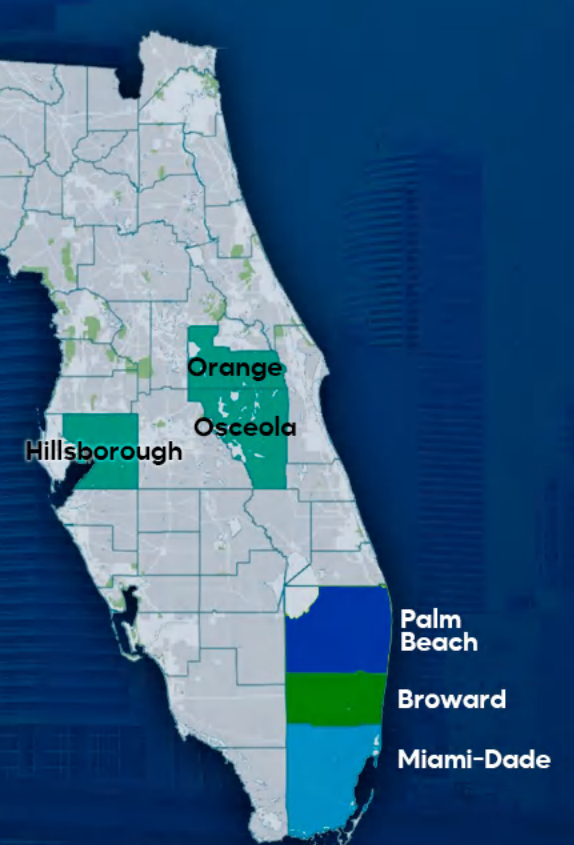 Orange
Osceola
Hillsborough
Palm
Beach
Broward
Miami-Dade